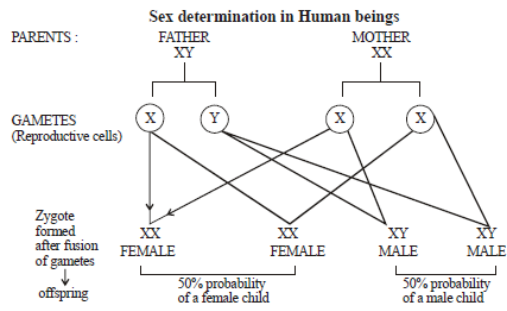 Sex determination in Human beings
PARENTS : FATHER MOTHER
XY XX
GAMETES X Y X X
(Reproductive cells)
Zygote
formed XX XX XY XY
after fusion FEMALE FEMALE MALE MALE
of gametes
50% probability 50% probability
offspring of a female child of a male child